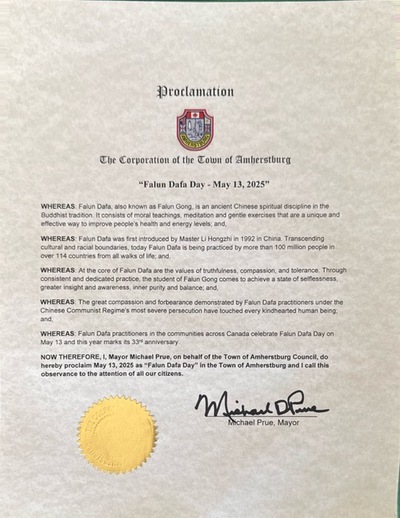 Proclamation
The Corporation of the Town of Amherstburg
"Falun Dafa Day - May 13, 2025"
WHEREAS: Falun Dafa, also known as Falun Gong, is an ancient Chinese spiritual discipline in the
Buddhist tradition. It consists of moral teachings, meditation and gentle exercises that are a unique and
effective way to improve people's health and energy levels; and,
WHEREAS: Falun Dafa was first introduced by Master Li Hongzhi in 1992 in China. Transcending
cultural and racial boundaries, today Falun Dafa is being practiced by more than 100 million people in
over 114 countries from all walks of life; and,
WHEREAS: At the core of Falun Dafa are the values of truthfulness, compassion, and tolerance. Through
consistent and dedicated practice, the student of Falun Gong comes to achieve a state of selflessness,
greater insight and awareness, inner purity and balance; and,
WHEREAS: The great compassion and forbearance demonstrated by Falun Dafa practitioners under the
Chinese Communist Regime's most severe persecution have touched every kindhearted human being;
and,
WHEREAS: Falun Dafa practitioners in the communities across Canada celebrate Falun Dafa Day on
May 13 and this year marks its 33rd anniversary.
NOW THEREFORE, I, Mayor Michael Prue, on behalf of the Town of Amherstburg Council, do
hereby proclaim May 13, 2025 as "Falun Dafa Day" in the Town of Amherstburg and I call this
observance to the attention of all our citizens.
Michael D Prue
Michael Prue, Mayor